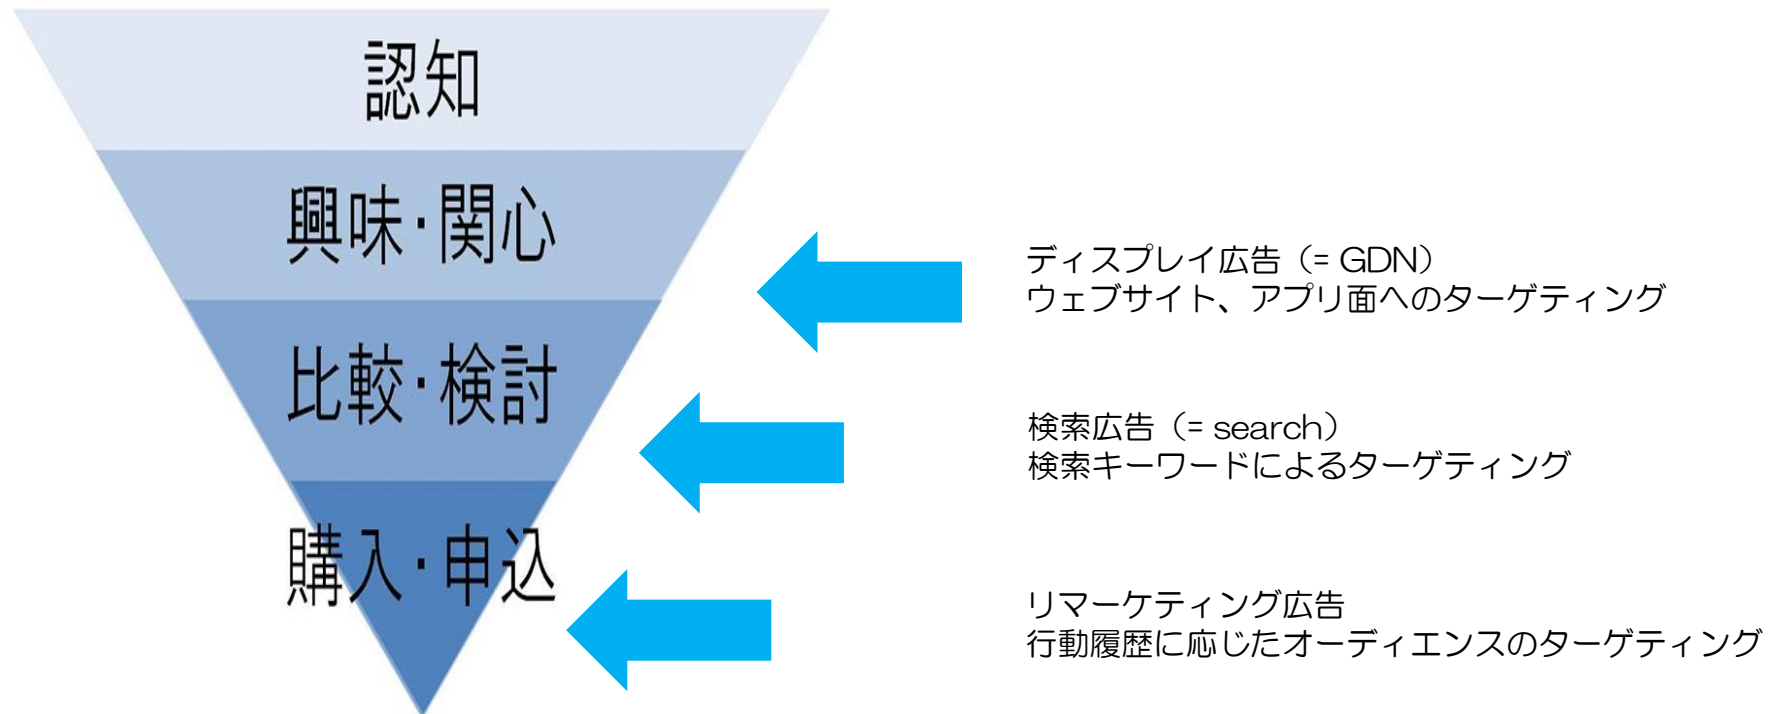 認知
興味・関心
ディスプレイ広告（= GDN）
ウェブサイト、アプリ面へのターゲティング
比較・検討
検索広告（= search）
検索キーワードによるターゲティング
購入・申込
リマーケティング広告
行動履歴に応じたオーディエンスのターゲティング